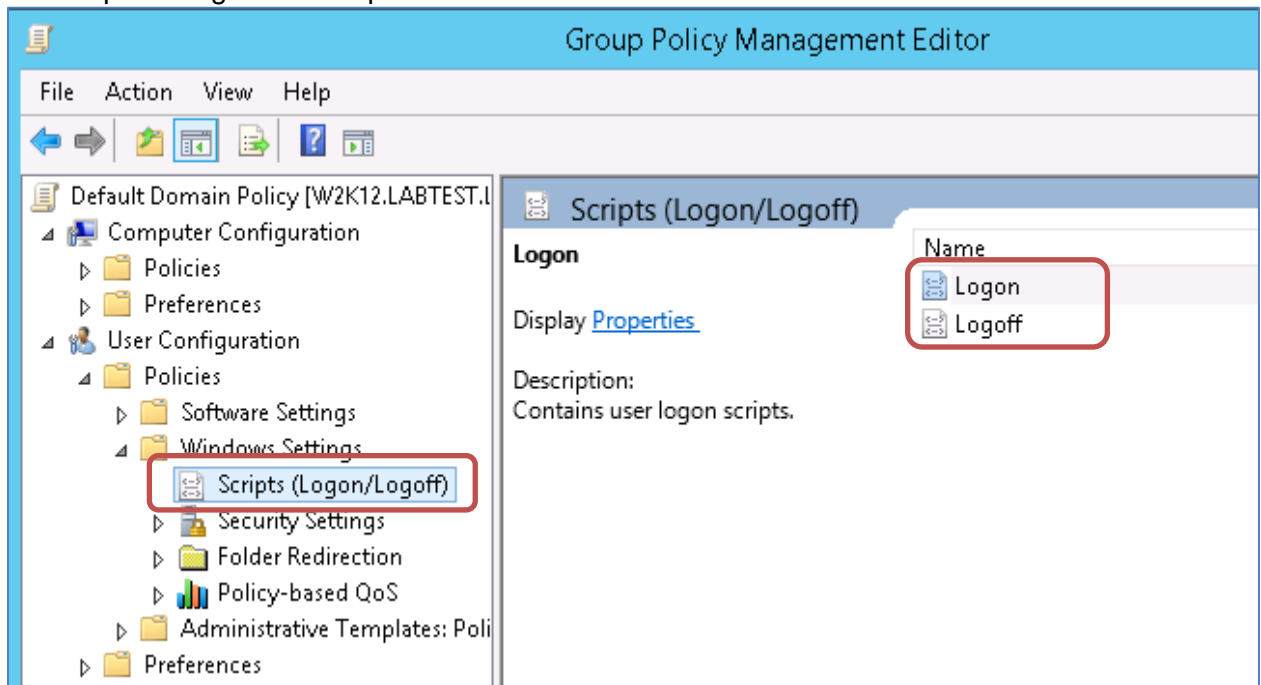 Group Policy Management Editor
File Action View Help
Default Domain Policy [W2K12.LABTEST.L
Computer Configuration
Policies
Preferences
User Configuration
Policies
Software Settings
Windows Settings
Scripts (Logon/Logoff)
Security Settings
Folder Redirection
Policy-based QoS
Administrative Templates: Poli
Preferences
Scripts (Logon/Logoff)
Logon
Display Properties
Description:
Contains user logon scripts.
Name
Logon
Logoff